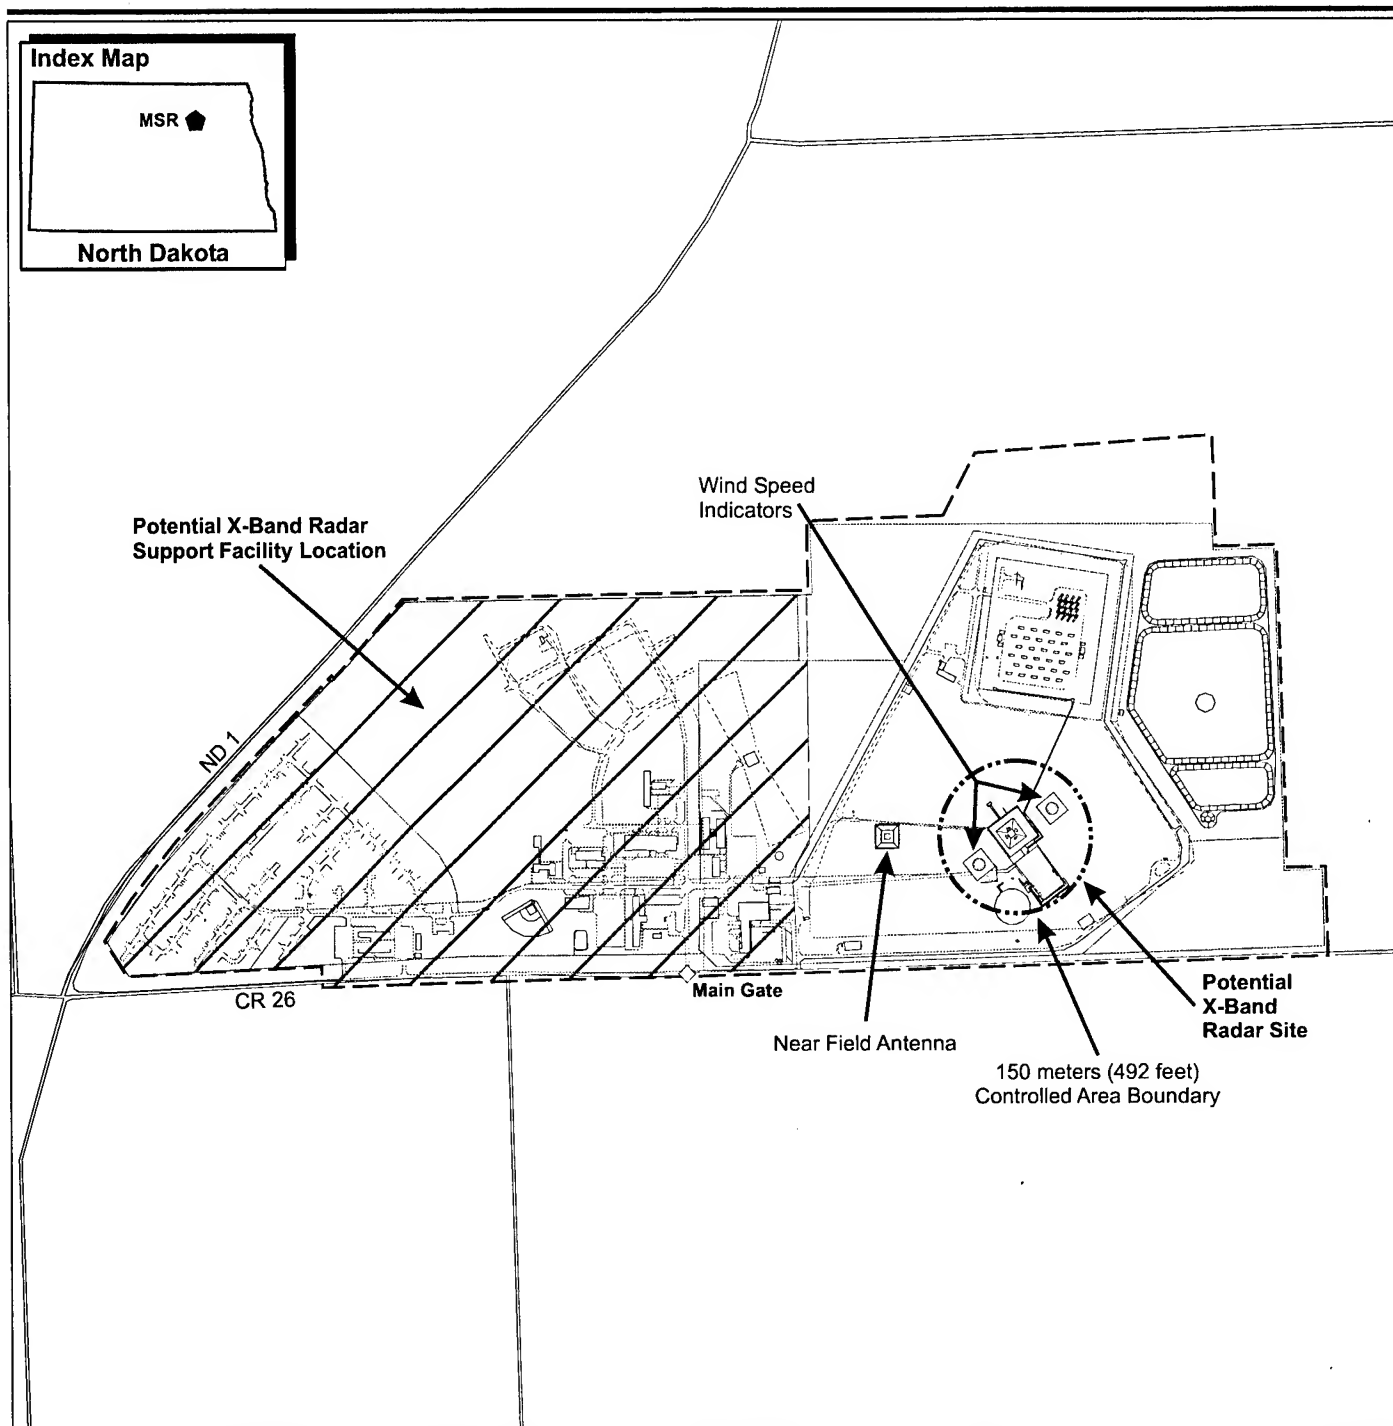 Index Map
MSR
North Dakota
Wind Speed
Indicators
Potential X-Band Radar
Support Facility Location
ND 1
CR 26
Main Gate
Near Field Antenna
150 meters (492 feet)
Controlled Area Boundary
Potential
X-Band
Radar Site